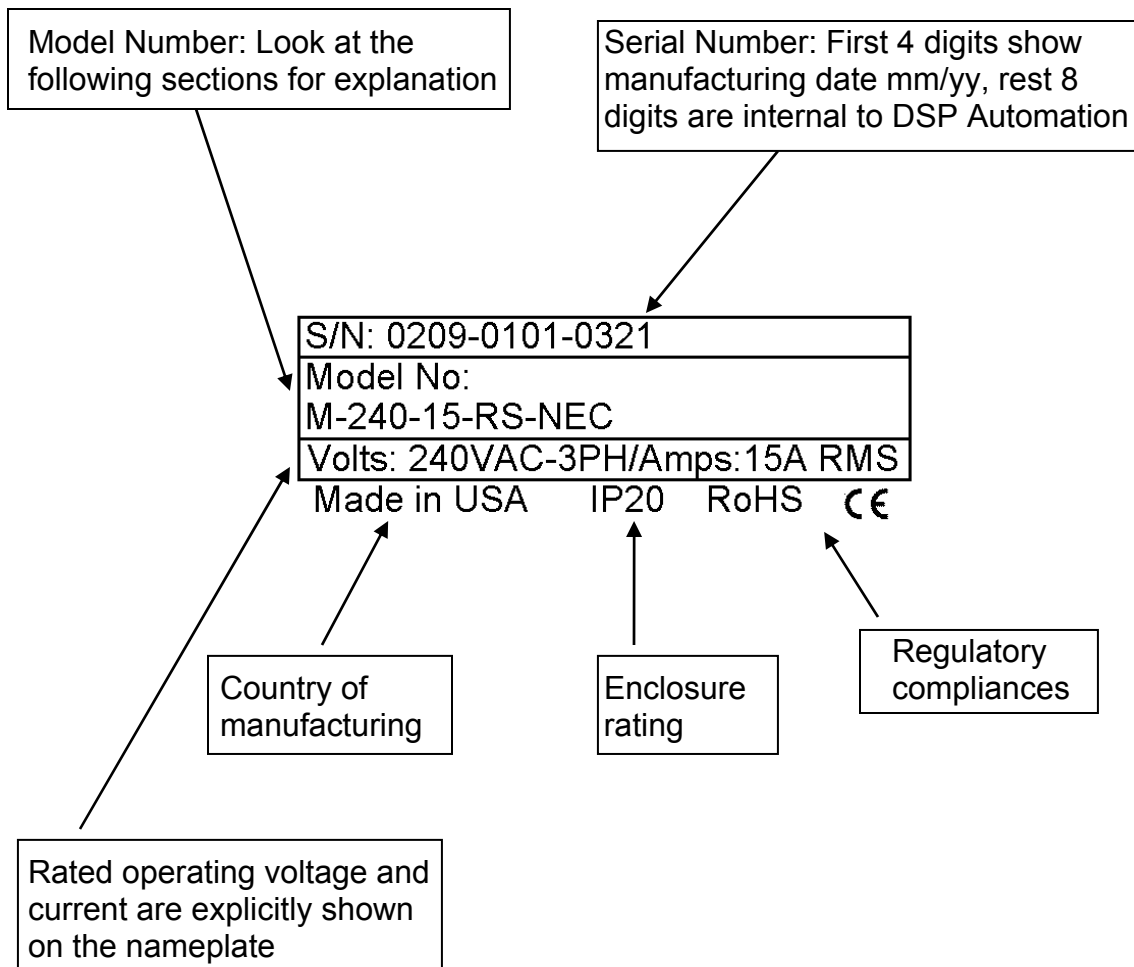 Model Number: Look at the
following sections for explanation
Serial Number: First 4 digits show
manufacturing date mm/yy, rest 8
digits are internal to DSP Automation
S/N: 0209-0101-0321
Model No:
M-240-15-RS-NEC
Volts: 240VAC-3PH/Amps:15A RMS
Made in USA IP20 RoHS CE
Country of
manufacturing
Enclosure
rating
Regulatory
compliances
Rated operating voltage and
current are explicitly shown
on the nameplate